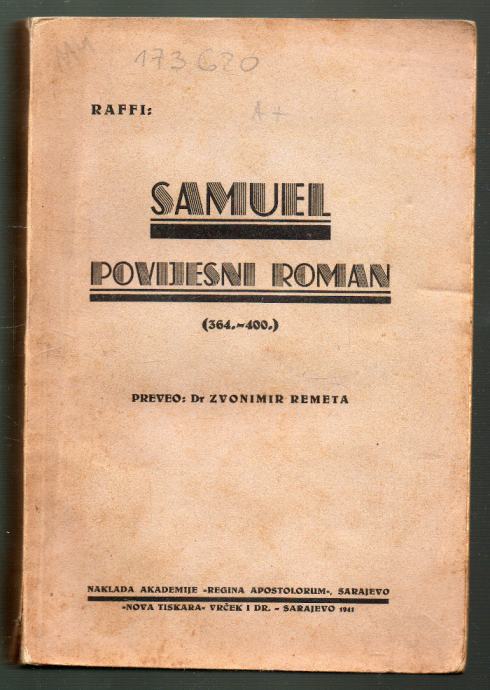 173620
RAFFI:
A+
SAMUEL
POVIJESNI ROMAN
(364.-400.)
PREVEO: Dr ZVONIMIR REMETA
NAKLADA AKADEMIJE »REGINA APOSTOLORUM«, SARAJEVO
»NOVA TISKARA« VRČEK I DR. - SARAJEVO 1941